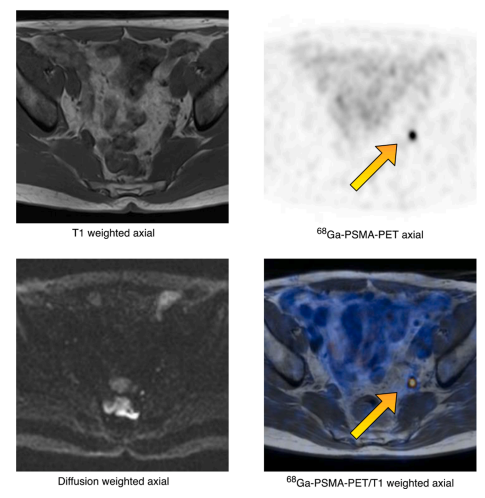 T1 weighted axial
⁶⁸Ga-PSMA-PET axial
Diffusion weighted axial
⁶⁸Ga-PSMA-PET/T1 weighted axial